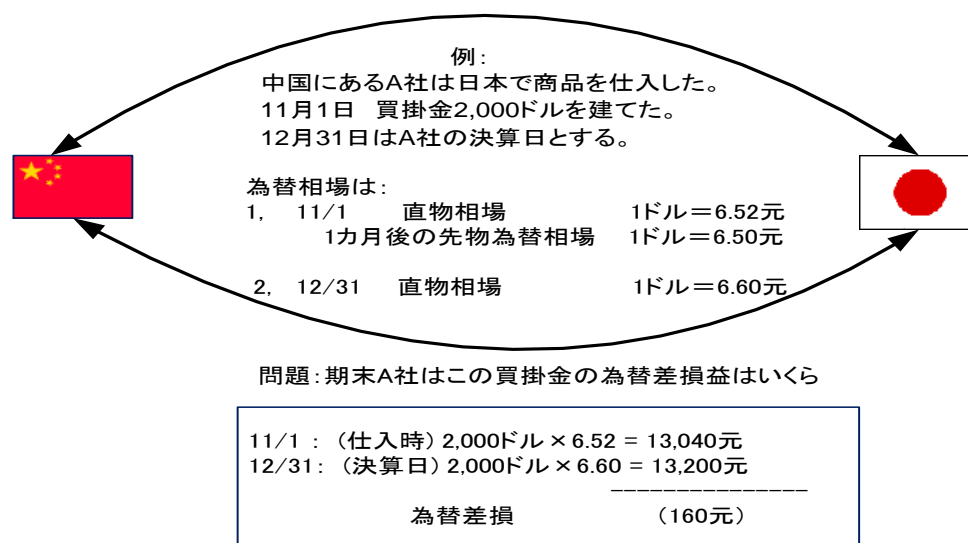 例：
中国にあるA社は日本で商品を仕入した。
11月1日　買掛金2,000ドルを建てた。
12月31日はA社の決算日とする。
為替相場は：
1，　11/1　　直物相場　　　　　　1ドル＝6.52元
1カ月後の先物為替相場　1ドル＝6.50元
2，　12/31　　直物相場　　　　　　1ドル＝6.60元
問題：期末A社はこの買掛金の為替差損益はいくら
11/1：（仕入時）2,000ドル × 6.52 = 13,040元
12/31：（決算日）2,000ドル × 6.60 = 13,200元
---------------
為替差損　　　　　（160元）